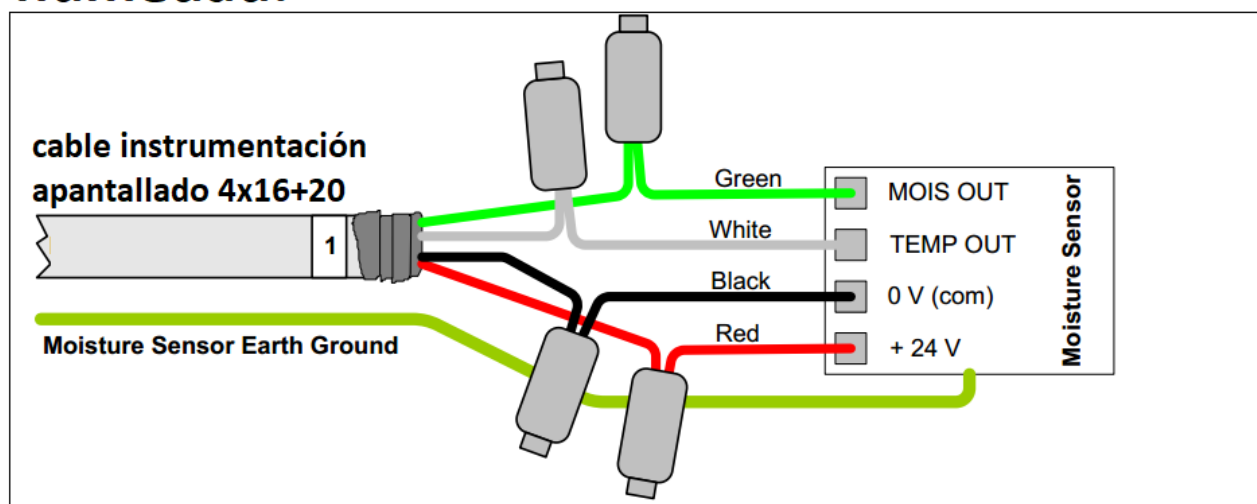 cable instrumentación
apantallado 4x16+20
1
Moisture Sensor Earth Ground
Green
White
Black
Red
MOIS OUT
TEMP OUT
0 V (com)
+ 24 V
Moisture Sensor